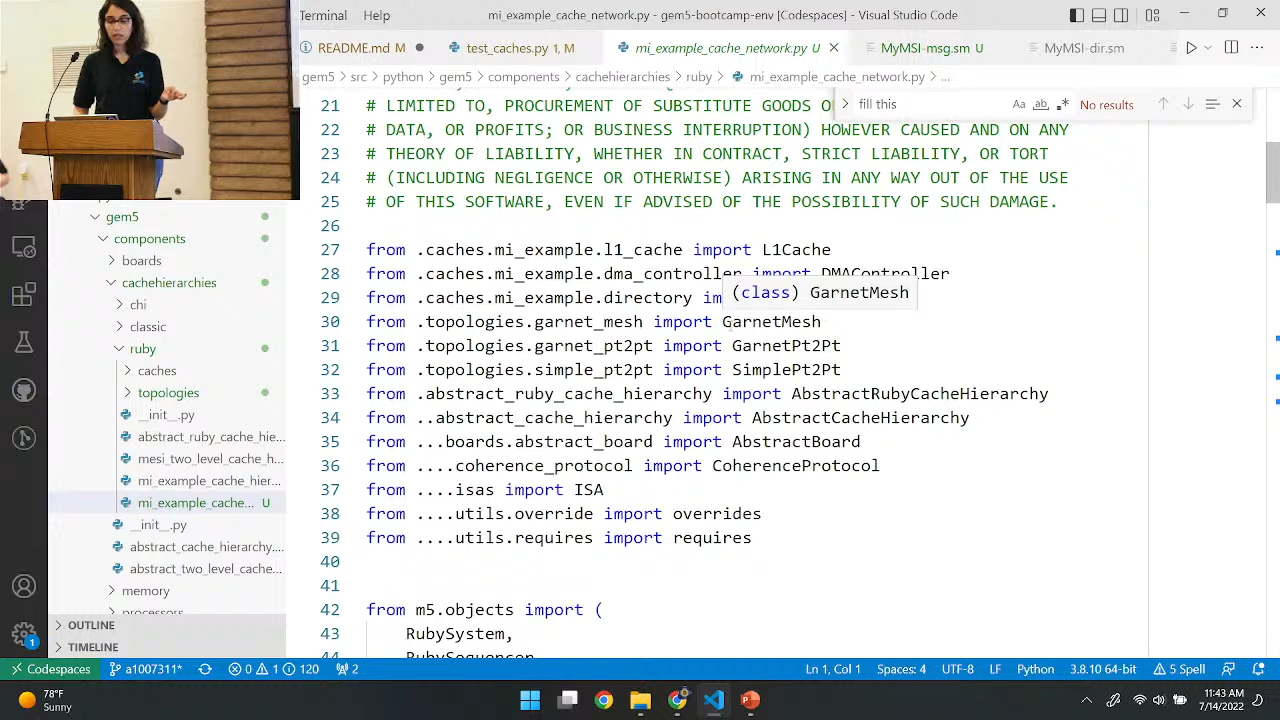 Terminal Help mi_example_cache_network.py - gem5-bootcamp-env [Codespaces] - Visual Studio Code
README.md M test_caches.py 1, M mi_example_cache_network.py U MyMSI-msg.sm U MyMSI-dir.sm
gem5 > src > python > gem5 > components > cachehierarchies > ruby > mi_example_cache_network.py > ...
fill this Aa ab .* No results
21 # LIMITED TO, PROCUREMENT OF SUBSTITUTE GOODS O
22 # DATA, OR PROFITS; OR BUSINESS INTERRUPTION) HOWEVER CAUSED AND ON ANY
23 # THEORY OF LIABILITY, WHETHER IN CONTRACT, STRICT LIABILITY, OR TORT
24 # (INCLUDING NEGLIGENCE OR OTHERWISE) ARISING IN ANY WAY OUT OF THE USE
25 # OF THIS SOFTWARE, EVEN IF ADVISED OF THE POSSIBILITY OF SUCH DAMAGE.
26
27 from .caches.mi_example.l1_cache import L1Cache
28 from .caches.mi_example.dma_controller import DMAController
29 from .caches.mi_example.directory im
(class) GarnetMesh
30 from .topologies.garnet_mesh import GarnetMesh
31 from .topologies.garnet_pt2pt import GarnetPt2Pt
32 from .topologies.simple_pt2pt import SimplePt2Pt
33 from .abstract_ruby_cache_hierarchy import AbstractRubyCacheHierarchy
34 from ..abstract_cache_hierarchy import AbstractCacheHierarchy
35 from ...boards.abstract_board import AbstractBoard
36 from ....coherence_protocol import CoherenceProtocol
37 from ....isas import ISA
38 from ....utils.override import overrides
39 from ....utils.requires import requires
40
41
42 from m5.objects import (
43 RubySystem,
44 RubySequencer
gem5
components
boards
cachehierarchies
chi
classic
ruby
caches
topologies
__init__.py
abstract_ruby_cache_hie...
mesi_two_level_cache_h...
mi_example_cache_hier...
mi_example_cache... U
__init__.py
abstract_cache_hierarchy....
abstract_two_level_cache...
memory
processors
OUTLINE
TIMELINE
1
Codespaces a1007311* 0 1 120 2 Ln 1, Col 1 Spaces: 4 UTF-8 LF Python 3.8.10 64-bit 5 Spell
78°F
Sunny
11:43 AM
7/14/2022